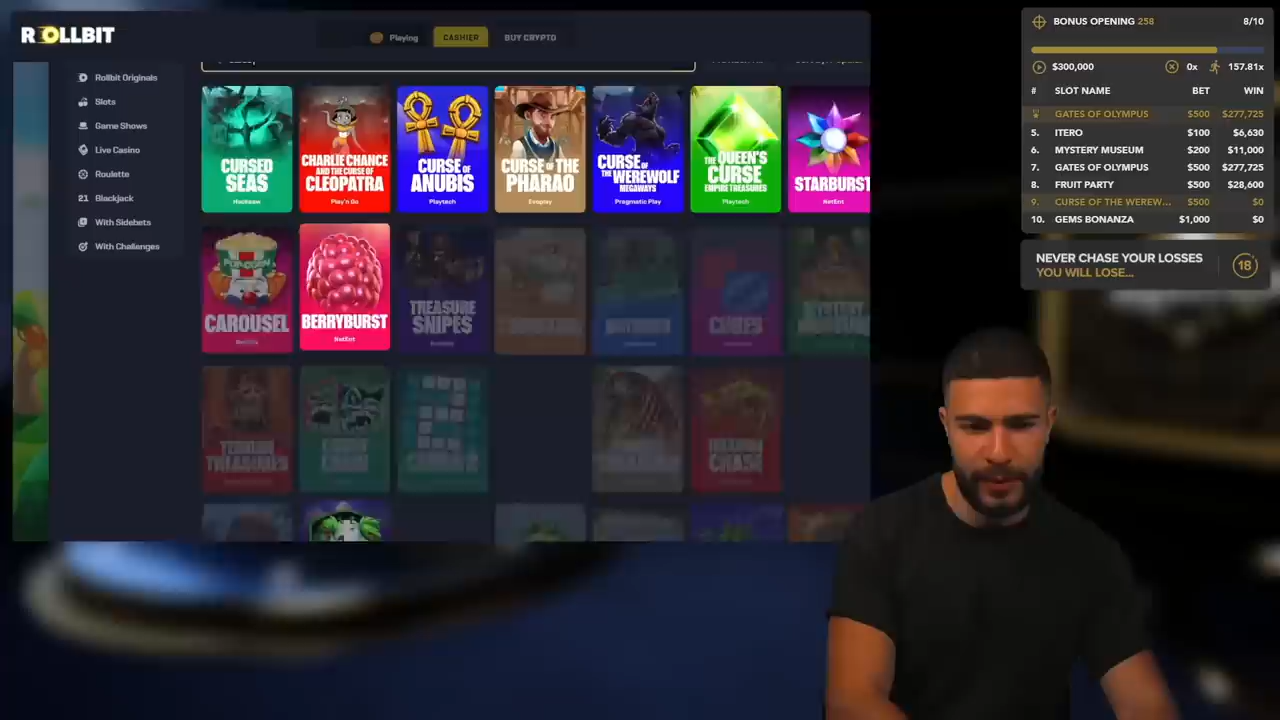 ROLLBIT
Playing
CASHIER
BUY CRYPTO
Rollbit Originals
Slots
Game Shows
Live Casino
Roulette
21 Blackjack
With Sidebets
With Challenges
CURSED
SEAS
Hacksaw
CHARLIE CHANCE
AND THE CURSE OF
CLEOPATRA
Play'n Go
CURSE OF
ANUBIS
Playtech
CURSE OF THE
PHARAO
Evoplay
CURSE OF
THE WEREWOLF
MEGAWAYS
Pragmatic Play
THE QUEEN'S
CURSE
EMPIRE TREASURES
Playtech
STARBURST
NetEnt
POPCORN
CAROUSEL
BERRYBURST
NetEnt
TREASURE
SNIPES
CUBES
BONUS OPENING 258
8/10
$300,000
0x
157.81x
# SLOT NAME BET WIN
GATES OF OLYMPUS $500 $277,725
5. ITERO $100 $6,630
6. MYSTERY MUSEUM $200 $11,000
7. GATES OF OLYMPUS $500 $277,725
8. FRUIT PARTY $500 $28,600
9. CURSE OF THE WEREW... $500 $0
10. GEMS BONANZA $1,000 $0
NEVER CHASE YOUR LOSSES
YOU WILL LOSE...
18